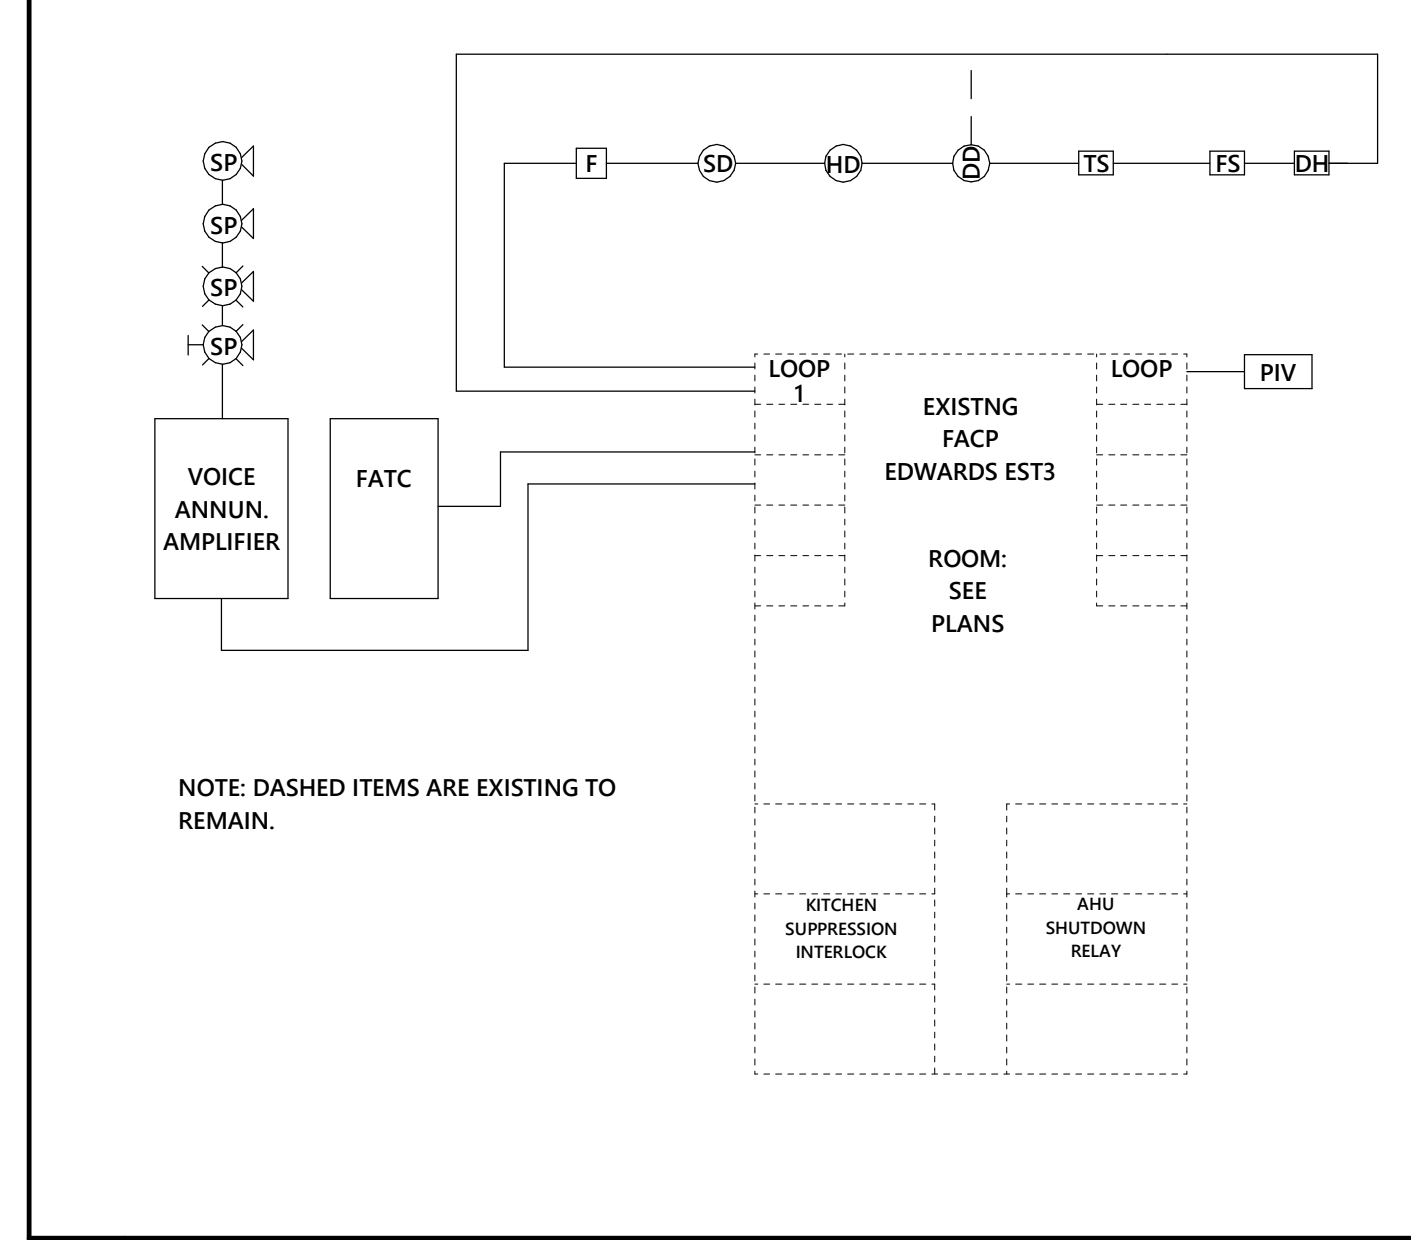 F SD HD DD TS FS DH
SP
SP
SP
SP
LOOP
1
LOOP
PIV
EXISTNG
FACP
EDWARDS EST3
ROOM:
SEE
PLANS
VOICE
ANNUN.
AMPLIFIER
FATC
NOTE: DASHED ITEMS ARE EXISTING TO
REMAIN.
KITCHEN
SUPPRESSION
INTERLOCK
AHU
SHUTDOWN
RELAY